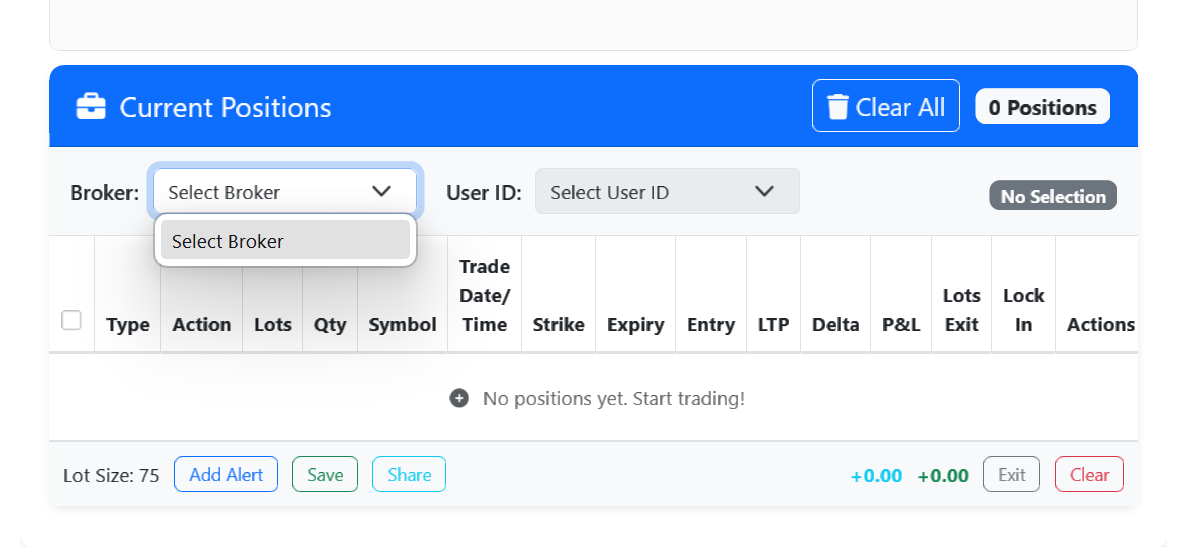 Current Positions
Clear All
0 Positions
Broker:
Select Broker
User ID:
Select User ID
No Selection
Select Broker
Type
Action
Lots
Qty
Symbol
Trade
Date/
Time
Strike
Expiry
Entry
LTP
Delta
P&L
Lots
Exit
Lock
In
Actions
No positions yet. Start trading!
Lot Size: 75
Add Alert
Save
Share
+0.00
+0.00
Exit
Clear